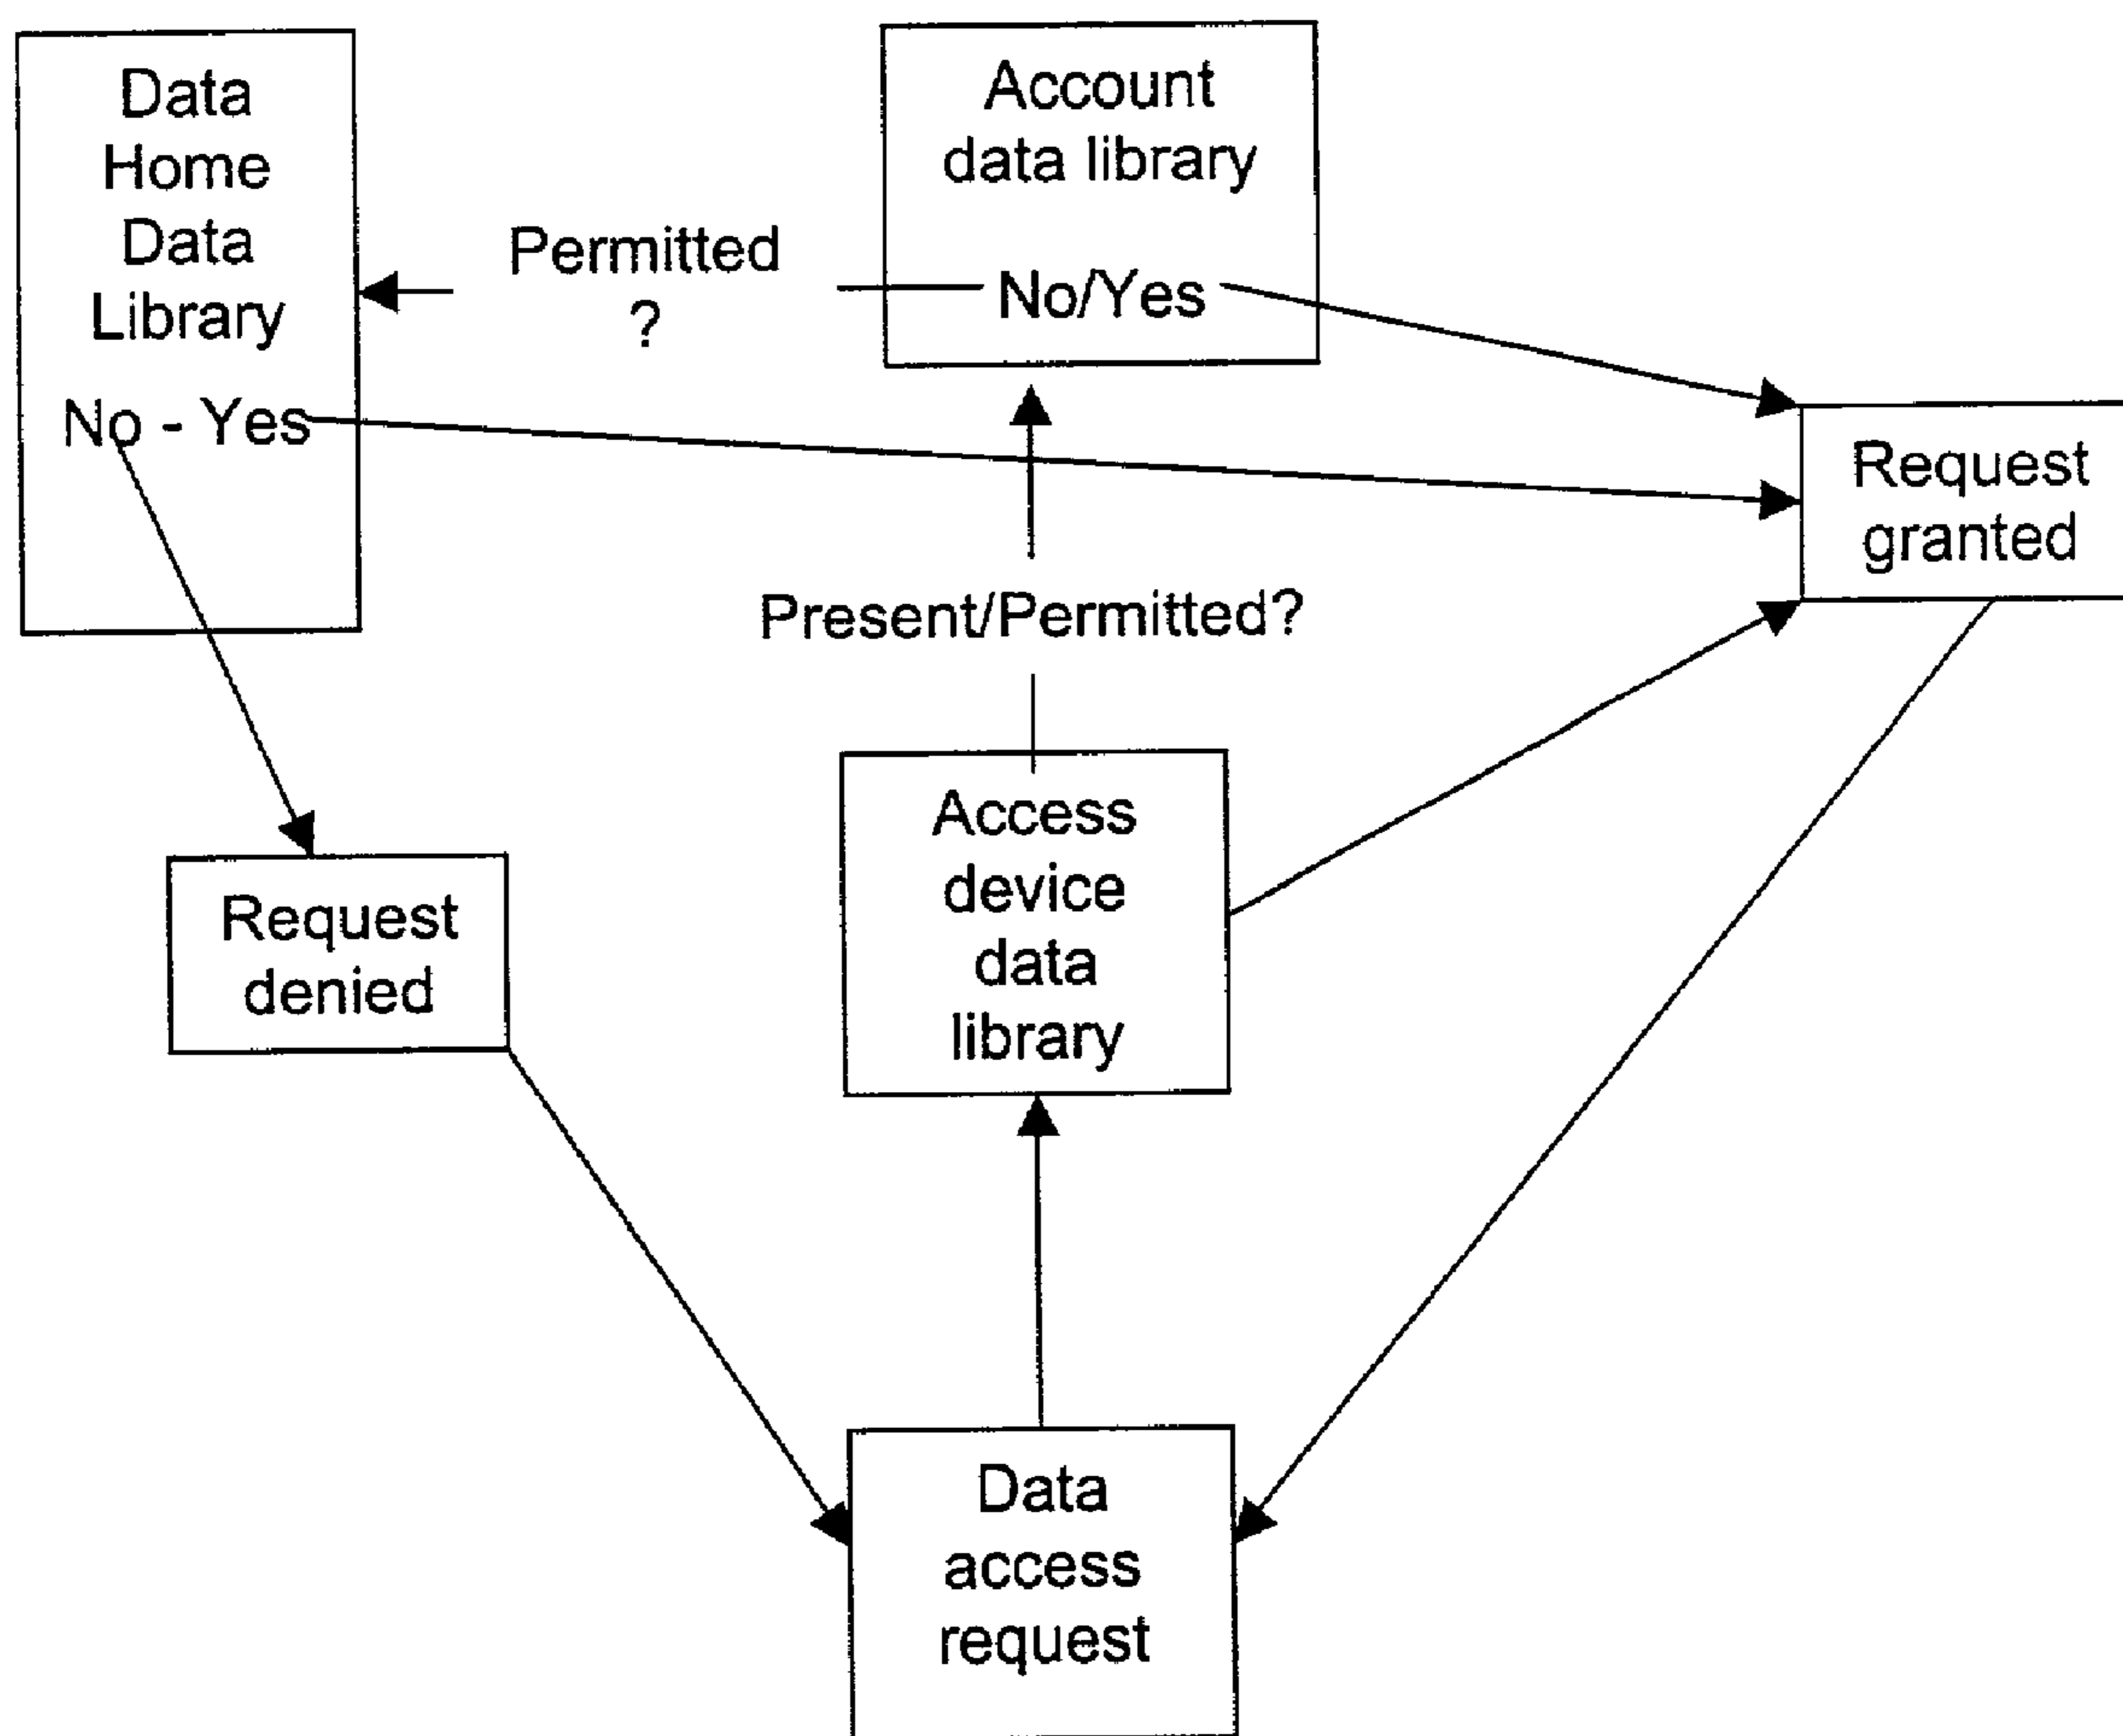 Data
Home
Data
Library
No - Yes
Permitted
?
Account
data library
No/Yes
Request
granted
Present/Permitted?
Access
device
data
library
Request
denied
Data
access
request